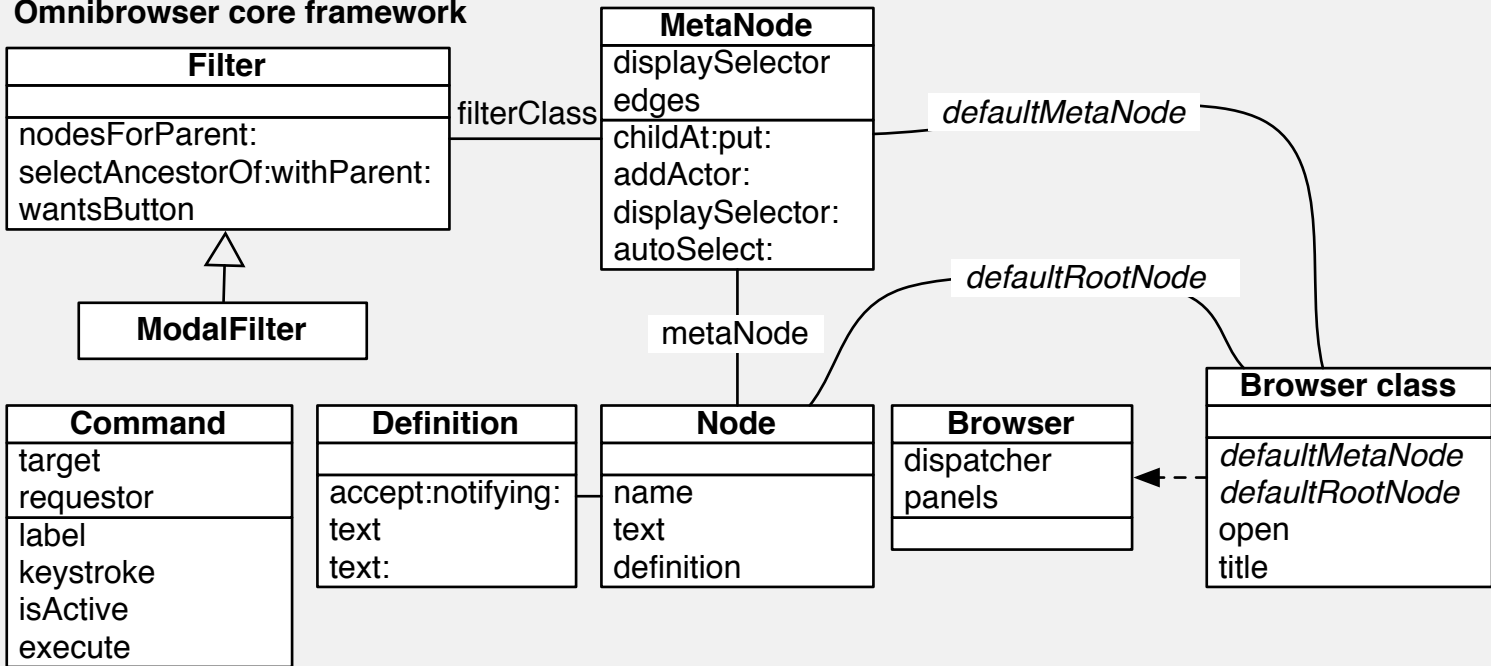 Omnibrowser core framework
Filter
nodesForParent:
selectAncestorOf:withParent:
wantsButton
filterClass
MetaNode
displaySelector
edges
childAt:put:
addActor:
displaySelector:
autoSelect:
defaultMetaNode
defaultRootNode
ModalFilter
metaNode
Command
target
requestor
label
keystroke
isActive
execute
Definition
accept:notifying:
text
text:
Node
name
text
definition
Browser
dispatcher
panels
Browser class
defaultMetaNode
defaultRootNode
open
title